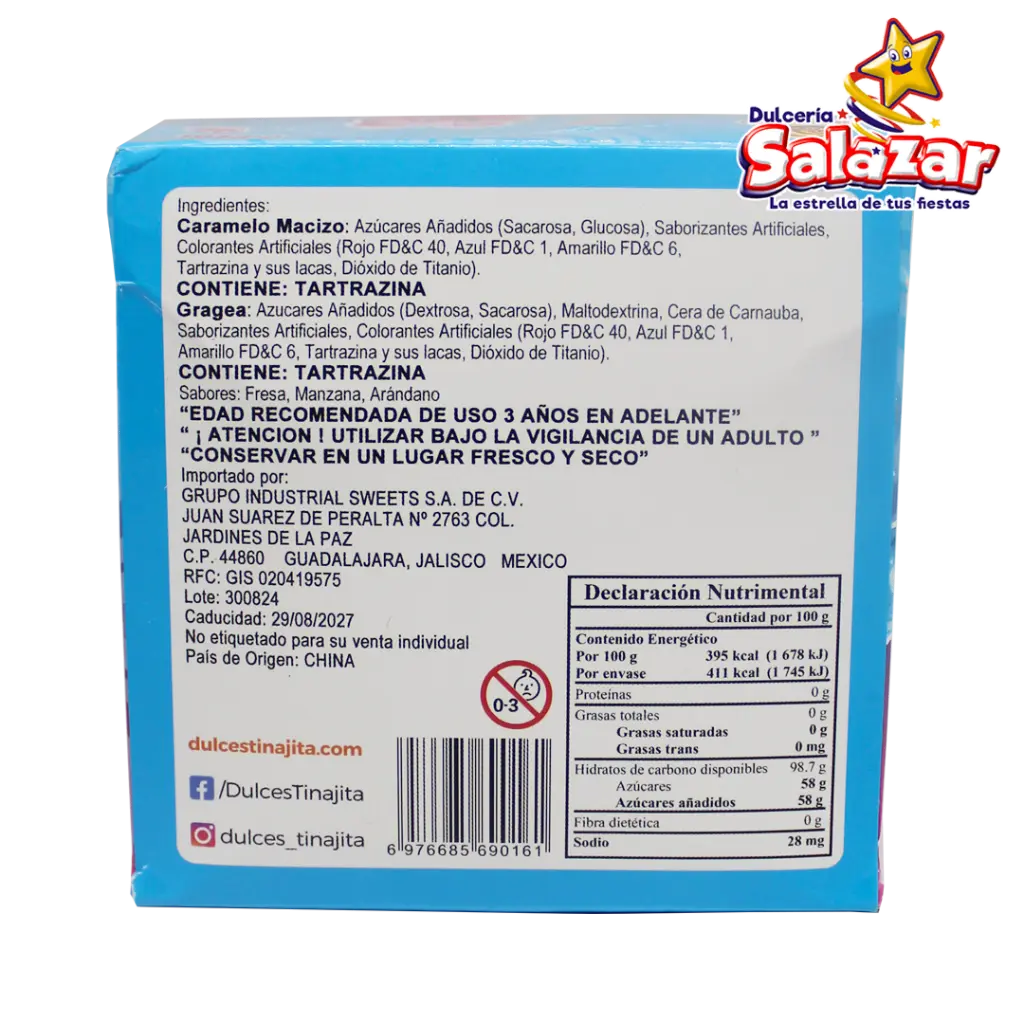 Dulcería
Salazar
La estrella de tus fiestas
Ingredientes:
Caramelo Macizo: Azúcares Añadidos (Sacarosa, Glucosa), Saborizantes Artificiales,
Colorantes Artificiales (Rojo FD&C 40, Azul FD&C 1, Amarillo FD&C 6,
Tartrazina y sus lacas, Dióxido de Titanio).
CONTIENE: TARTRAZINA
Gragea: Azucares Añadidos (Dextrosa, Sacarosa), Maltodextrina, Cera de Carnauba,
Saborizantes Artificiales, Colorantes Artificiales (Rojo FD&C 40, Azul FD&C 1,
Amarillo FD&C 6, Tartrazina y sus lacas, Dióxido de Titanio).
CONTIENE: TARTRAZINA
Sabores: Fresa, Manzana, Arándano
“EDAD RECOMENDADA DE USO 3 AÑOS EN ADELANTE”
“ ¡ ATENCION ! UTILIZAR BAJO LA VIGILANCIA DE UN ADULTO ”
“CONSERVAR EN UN LUGAR FRESCO Y SECO”
Importado por:
GRUPO INDUSTRIAL SWEETS S.A. DE C.V.
JUAN SUAREZ DE PERALTA Nº 2763 COL.
JARDINES DE LA PAZ
C.P. 44860 GUADALAJARA, JALISCO MEXICO
RFC: GIS 020419575
Lote: 300824
Caducidad: 29/08/2027
No etiquetado para su venta individual
País de Origen: CHINA
0-3
dulcestinajita.com
/DulcesTinajita
dulces_tinajita
6 976685 690161
Declaración Nutrimental
Cantidad por 100 g
Contenido Energético
Por 100 g 395 kcal (1 678 kJ)
Por envase 411 kcal (1 745 kJ)
Proteínas 0 g
Grasas totales 0 g
Grasas saturadas 0 g
Grasas trans 0 mg
Hidratos de carbono disponibles 98.7 g
Azúcares 58 g
Azúcares añadidos 58 g
Fibra dietética 0 g
Sodio 28 mg